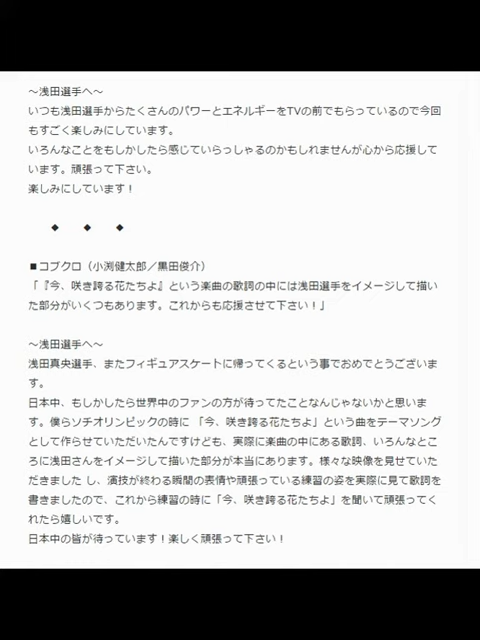 ～浅田選手へ～
いつも浅田選手からたくさんのパワーとエネルギーをTVの前でもらっているので今回
もすごく楽しみにしています。
いろんなことをもしかしたら感じていらっしゃるのかもしれませんが心から応援して
います。頑張って下さい。
楽しみにしています！
◆ ◆ ◆
■コブクロ（小渕健太郎／黒田俊介）
「『今、咲き誇る花たちよ』という楽曲の歌詞の中には浅田選手をイメージして描い
た部分がいくつもあります。これからも応援させて下さい！」
～浅田選手へ～
浅田真央選手、またフィギュアスケートに帰ってくるという事でおめでとうございま
す。
日本中、もしかしたら世界中のファンの方が待ってたことなんじゃないかと思いま
す。僕らソチオリンピックの時に 「今、咲き誇る花たちよ」という曲をテーマソング
として作らせていただいたんですけども、実際に楽曲の中にある歌詞、いろんなとこ
ろに浅田さんをイメージして描いた部分が本当にあります。様々な映像を見せていた
だきました し、演技が終わる瞬間の表情や頑張っている練習の姿を実際に見て歌詞を
書きましたので、これから練習の時に「今、咲き誇る花たちよ」を聞いて頑張ってく
れたら嬉しいです。
日本中の皆が待っています！楽しく頑張って下さい！